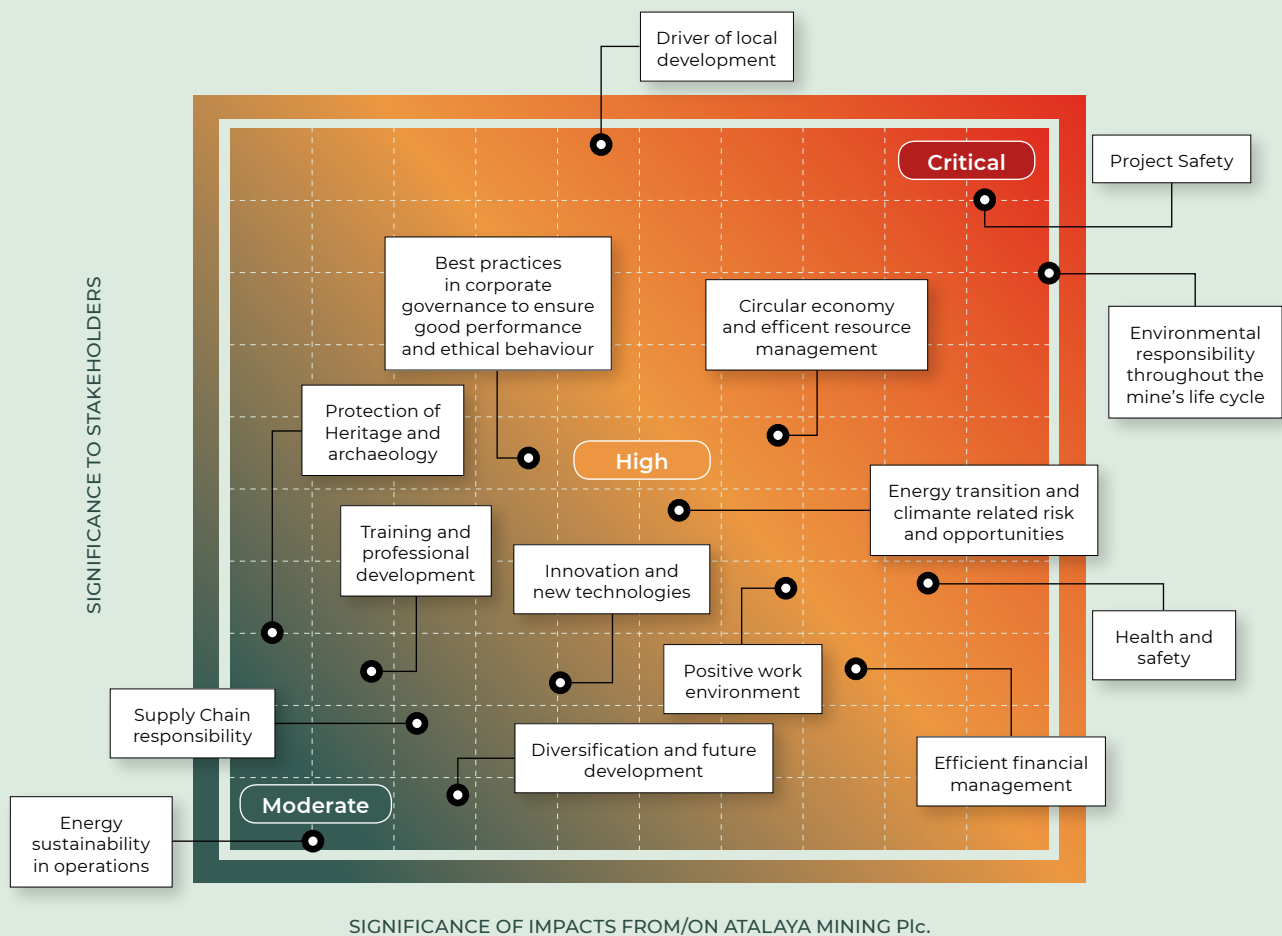 Driver of local
development
Critical
Project Safety
Best practices
in corporate
governance to ensure
good performance
and ethical behaviour
Circular economy
and efficent resource
management
Environmental
responsibility
throughout the
mine's life cycle
SIGNIFICANCE TO STAKEHOLDERS
Protection of
Heritage and
archaeology
High
Energy transition and
climante related risk
and opportunities
Training and
professional
development
Innovation and
new technologies
Health and
safety
Positive work
environment
Supply Chain
responsibility
Diversification and future
development
Efficient financial
management
Moderate
Energy
sustainability
in operations
SIGNIFICANCE OF IMPACTS FROM/ON ATALAYA MINING Plc.